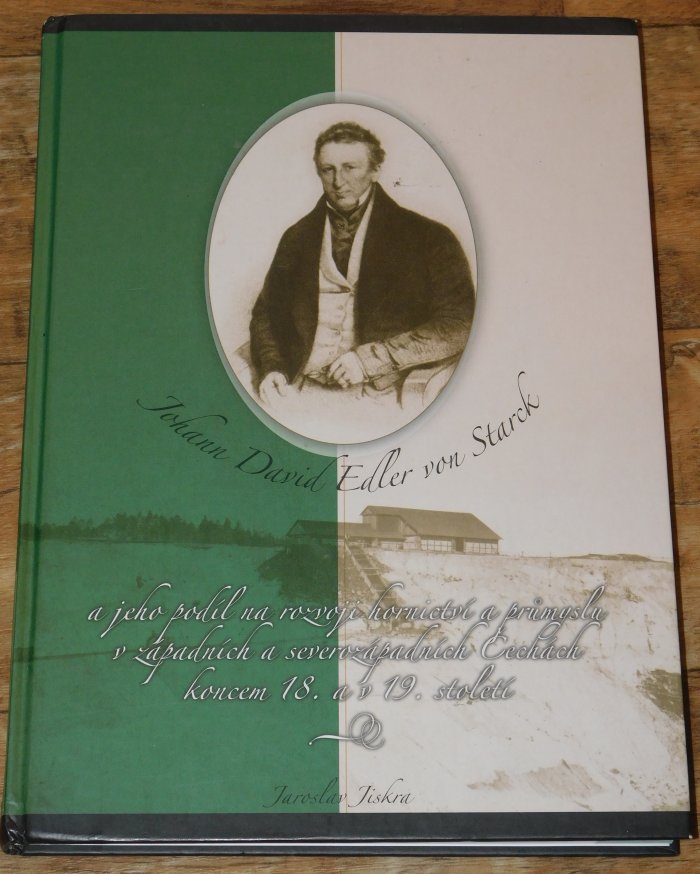 Johann David Edler von Starck
a jeho podíl na rozvoji hornictví a průmyslu
v západních a severozápadních Čechách
koncem 18. a v 19. století
Jaroslav Jiskra